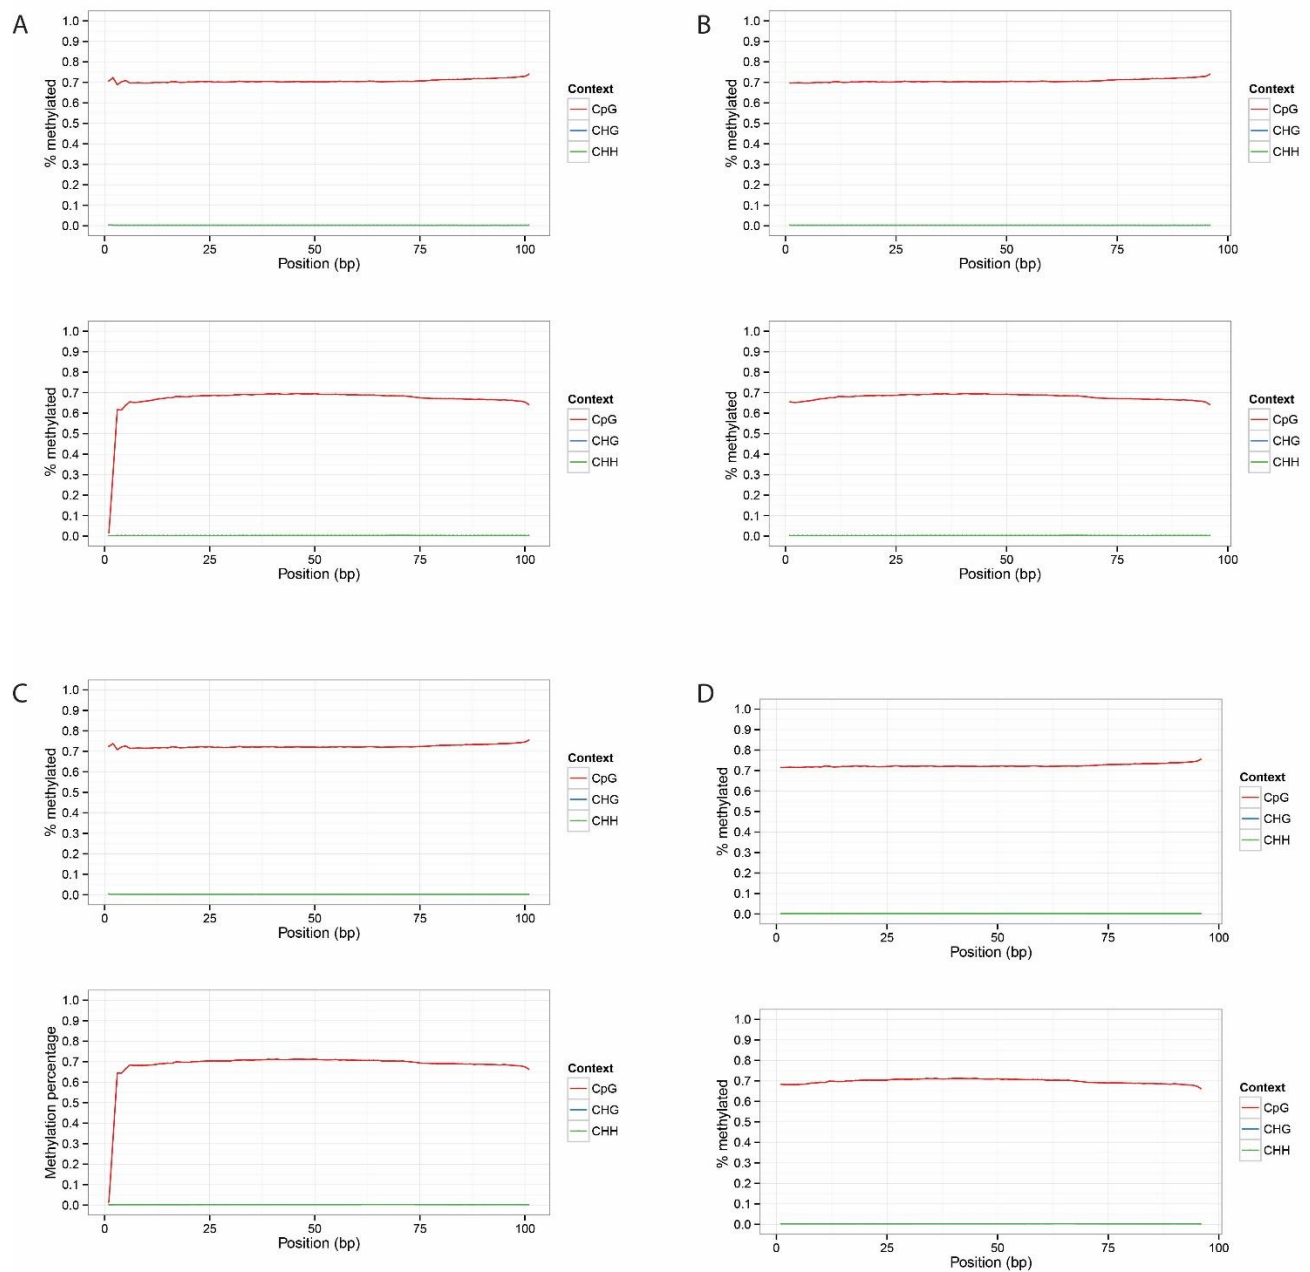 A
% methylated
1.0
0.9
0.8
0.7
0.6
0.5
0.4
0.3
0.2
0.1
0.0
0 25 50 75 100
Position (bp)
Context
CpG
CHG
CHH
% methylated
1.0
0.9
0.8
0.7
0.6
0.5
0.4
0.3
0.2
0.1
0.0
0 25 50 75 100
Position (bp)
Context
CpG
CHG
CHH
B
% methylated
1.0
0.9
0.8
0.7
0.6
0.5
0.4
0.3
0.2
0.1
0.0
0 25 50 75 100
Position (bp)
Context
CpG
CHG
CHH
% methylated
1.0
0.9
0.8
0.7
0.6
0.5
0.4
0.3
0.2
0.1
0.0
0 25 50 75 100
Position (bp)
Context
CpG
CHG
CHH
C
% methylated
1.0
0.9
0.8
0.7
0.6
0.5
0.4
0.3
0.2
0.1
0.0
0 25 50 75 100
Position (bp)
Context
CpG
CHG
CHH
Methylation percentage
1.0
0.9
0.8
0.7
0.6
0.5
0.4
0.3
0.2
0.1
0.0
0 25 50 75 100
Position (bp)
Context
CpG
CHG
CHH
D
% methylated
1.0
0.9
0.8
0.7
0.6
0.5
0.4
0.3
0.2
0.1
0.0
0 25 50 75 100
Position (bp)
Context
CpG
CHG
CHH
% methylated
1.0
0.9
0.8
0.7
0.6
0.5
0.4
0.3
0.2
0.1
0.0
0 25 50 75 100
Position (bp)
Context
CpG
CHG
CHH